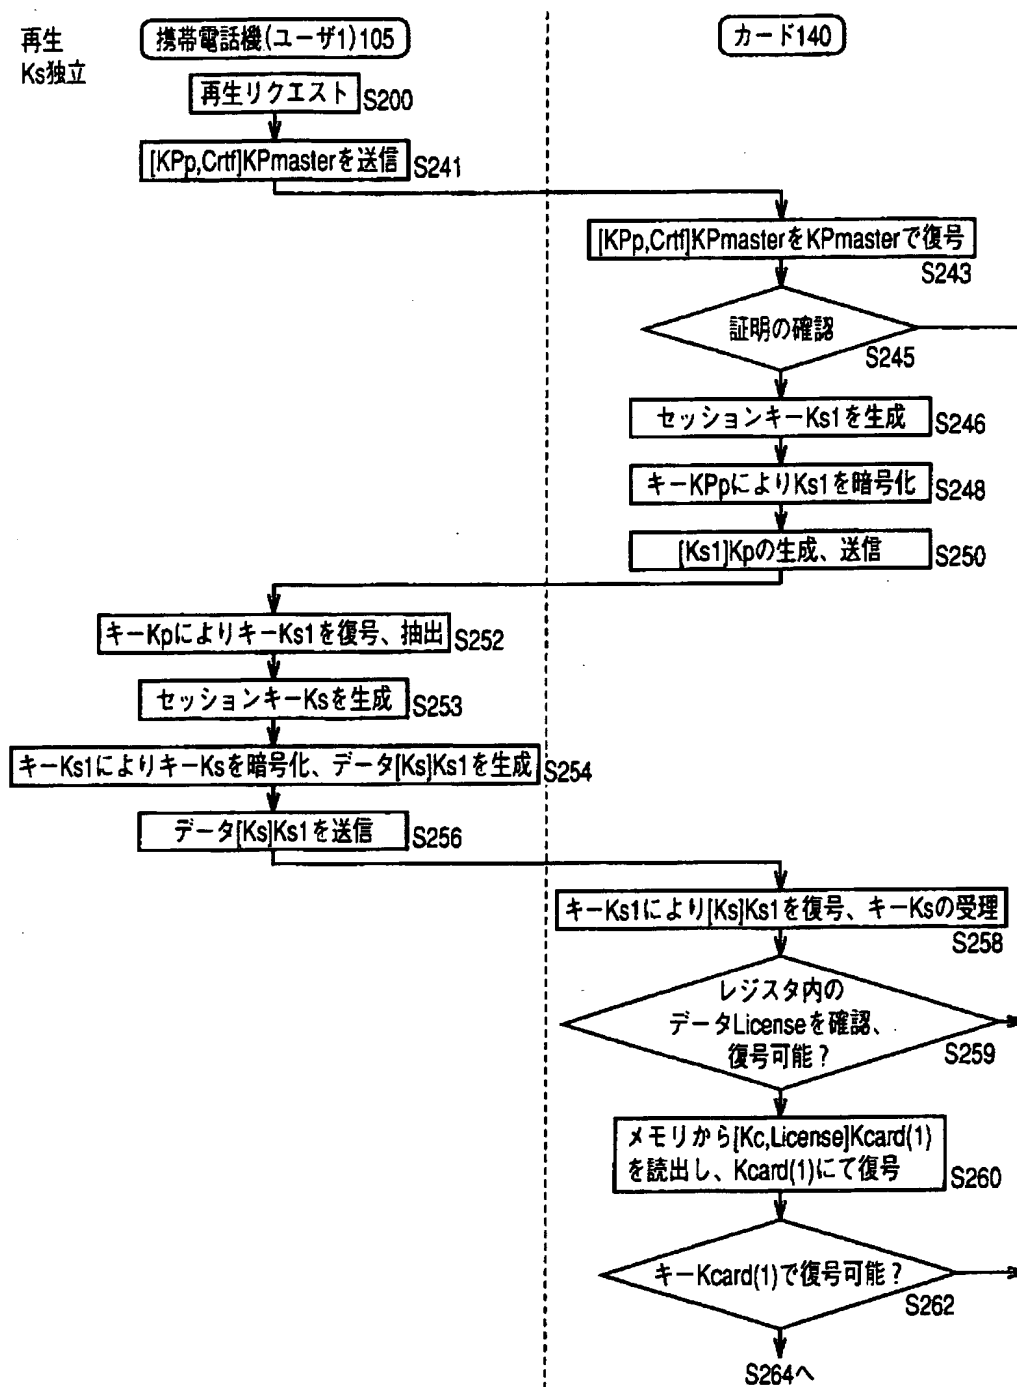 再生
Ks独立
携帯電話機(ユーザ1)105
カード140
再生リクエスト
S200
[KPp,Crtf]KPmasterを送信
S241
[KPp,Crtf]KPmasterをKPmasterで復号
S243
証明の確認
S245
セッションキーKs1を生成
S246
キーKPpによりKs1を暗号化
S248
[Ks1]Kpの生成、送信
S250
キーKpによりキーKs1を復号、抽出
S252
セッションキーKsを生成
S253
キーKs1によりキーKsを暗号化、データ[Ks]Ks1を生成
S254
データ[Ks]Ks1を送信
S256
キーKs1により[Ks]Ks1を復号、キーKsの受理
S258
レジスタ内の
データLicenseを確認、
復号可能？
S259
メモリから[Kc,License]Kcard(1)
を読出し、Kcard(1)にて復号
S260
キーKcard(1)で復号可能？
S262
S264へ